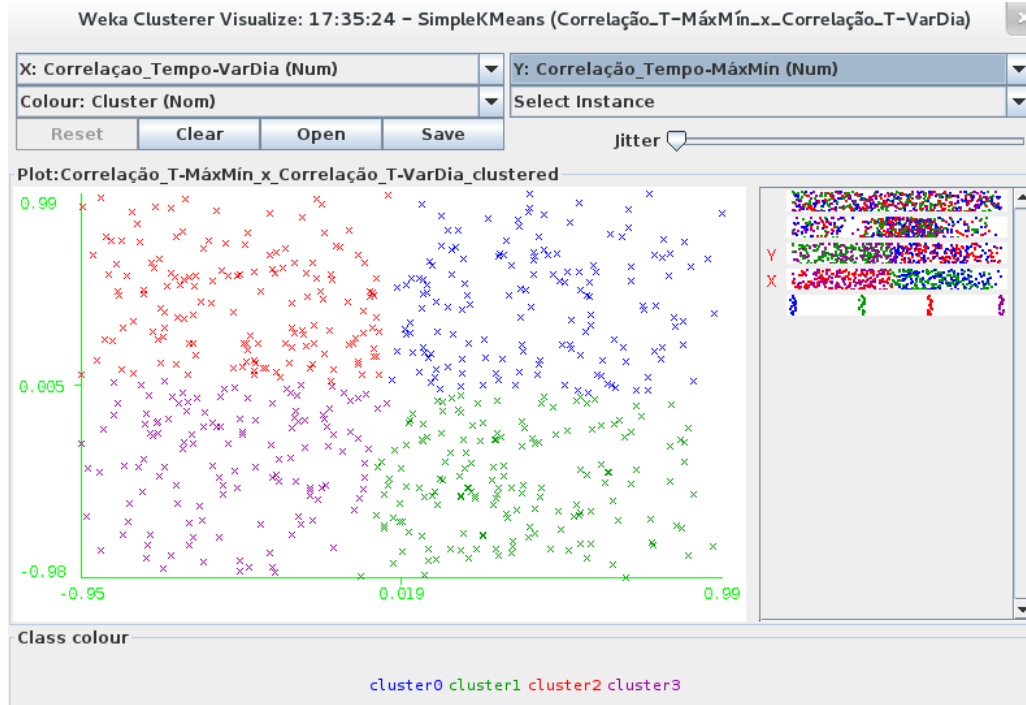 Weka Clusterer Visualize: 17:35:24 – SimpleKMeans (Correlação_T–MáxMín_x_Correlação_T–VarDia)
X: Correlaçao_Tempo-VarDia (Num) Y: Correlação_Tempo-MáxMín (Num)
Colour: Cluster (Nom) Select Instance
Reset Clear Open Save Jitter
Plot:Correlação_T-MáxMín_x_Correlação_T-VarDia_clustered
0.99
Y
X
0.005
-0.98
-0.95 0.019 0.99
Class colour
cluster0 cluster1 cluster2 cluster3